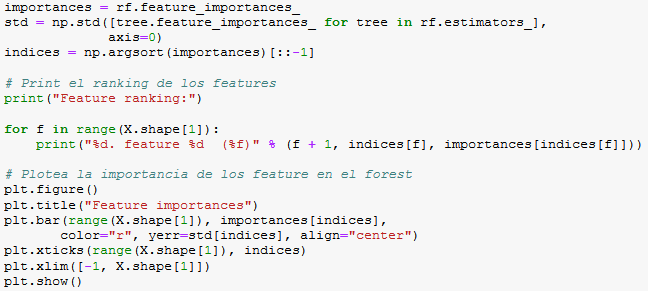 importances = rf.feature_importances_
std = np.std([tree.feature_importances_ for tree in rf.estimators_],
             axis=0)
indices = np.argsort(importances)[::-1]

# Print el ranking de los features
print("Feature ranking:")

for f in range(X.shape[1]):
    print("%d. feature %d  (%f)" % (f + 1, indices[f], importances[indices[f]]))

# Plotea la importancia de los feature en el forest
plt.figure()
plt.title("Feature importances")
plt.bar(range(X.shape[1]), importances[indices],
       color="r", yerr=std[indices], align="center")
plt.xticks(range(X.shape[1]), indices)
plt.xlim([-1, X.shape[1]])
plt.show()